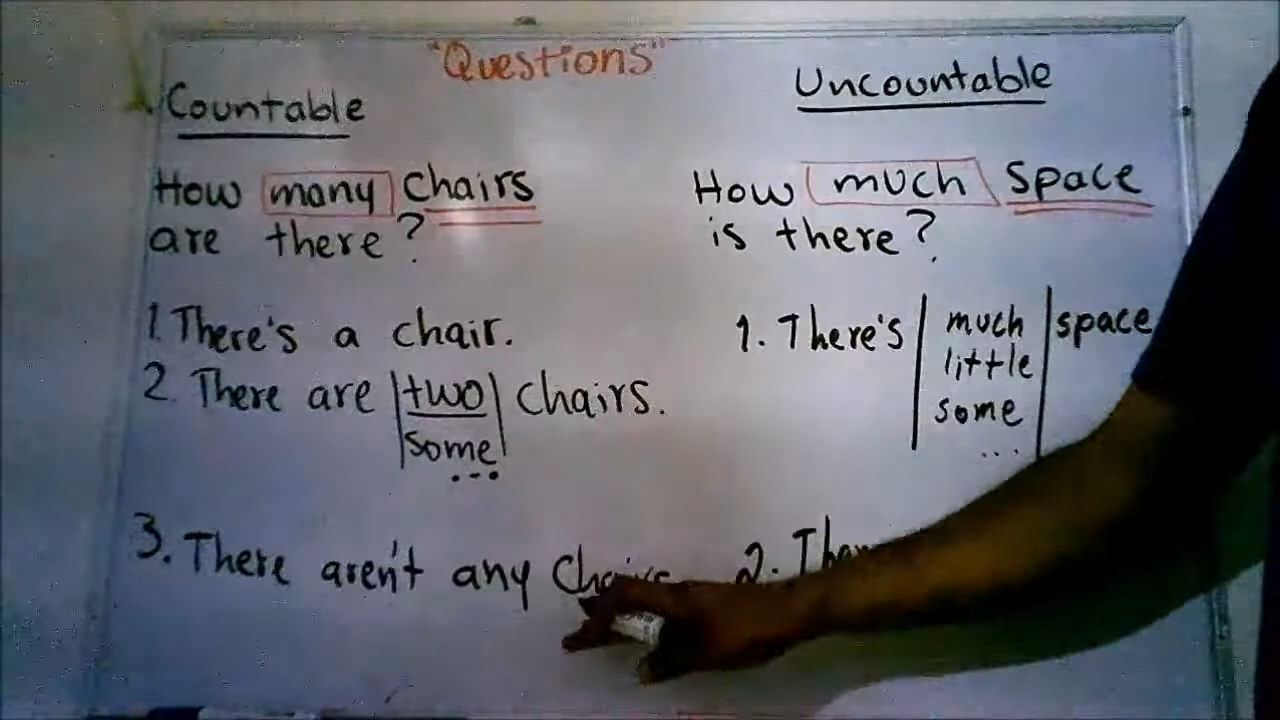 "Questions"
Countable
How many chairs
are there?
1. There's a chair.
2. There are two chairs.
some
...
3. There aren't any chairs
Uncountable
How much space
is there?
1. There's much space
little
some
...
2.